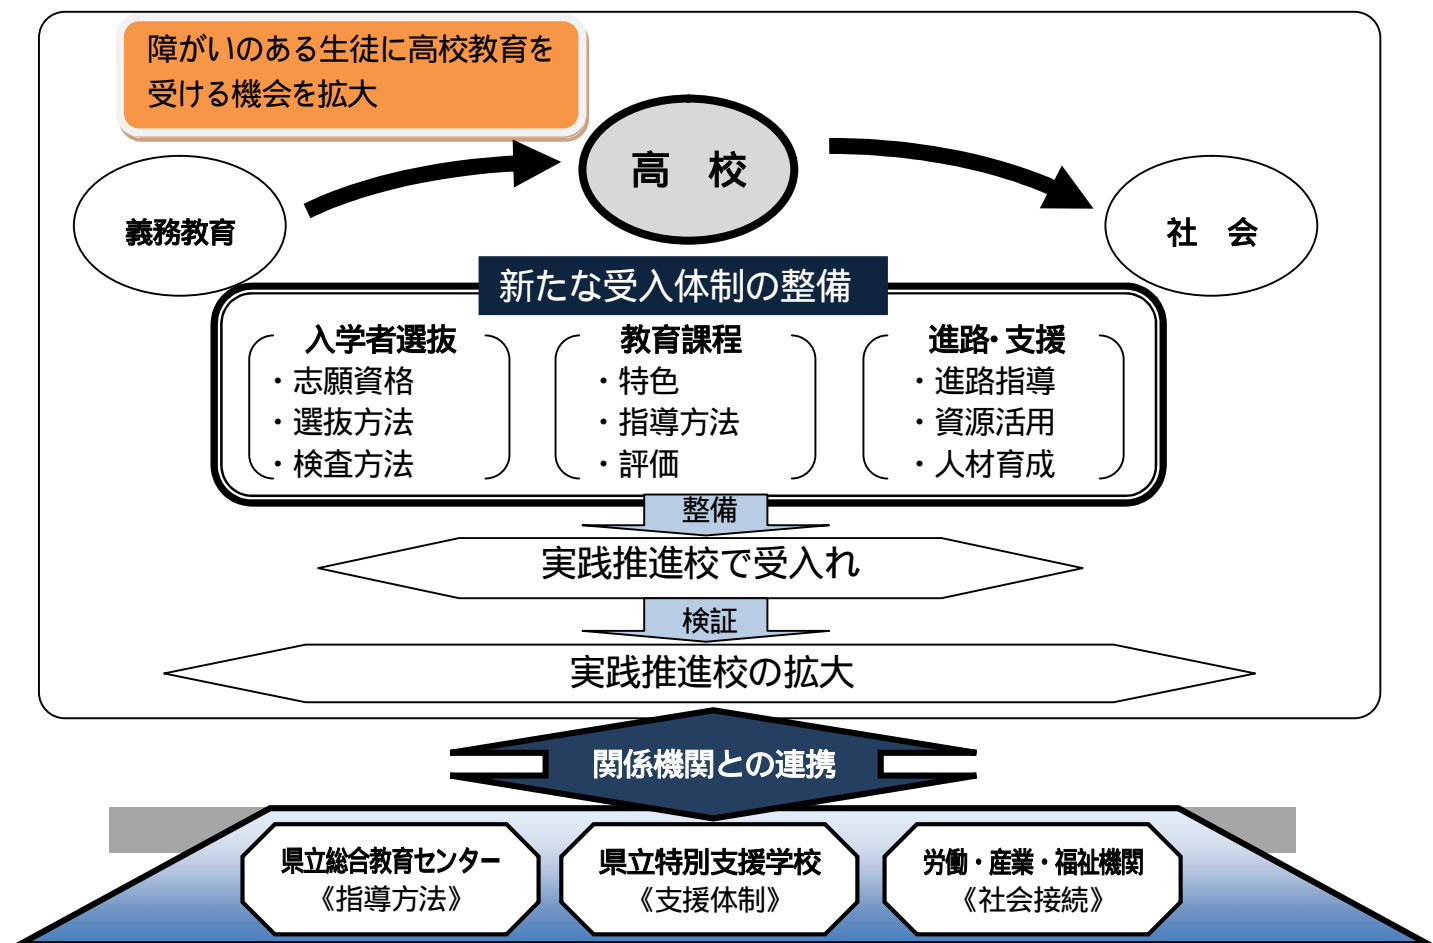 障がいのある生徒に高校教育を
受ける機会を拡大
高　校
義務教育
社　会
新たな受入体制の整備
入学者選抜
・志願資格
・選抜方法
・検査方法
教育課程
・特色
・指導方法
・評価
進路・支援
・進路指導
・資源活用
・人材育成
整備
実践推進校で受入れ
検証
実践推進校の拡大
関係機関との連携
県立総合教育センター
《指導方法》
県立特別支援学校
《支援体制》
労働・産業・福祉機関
《社会接続》